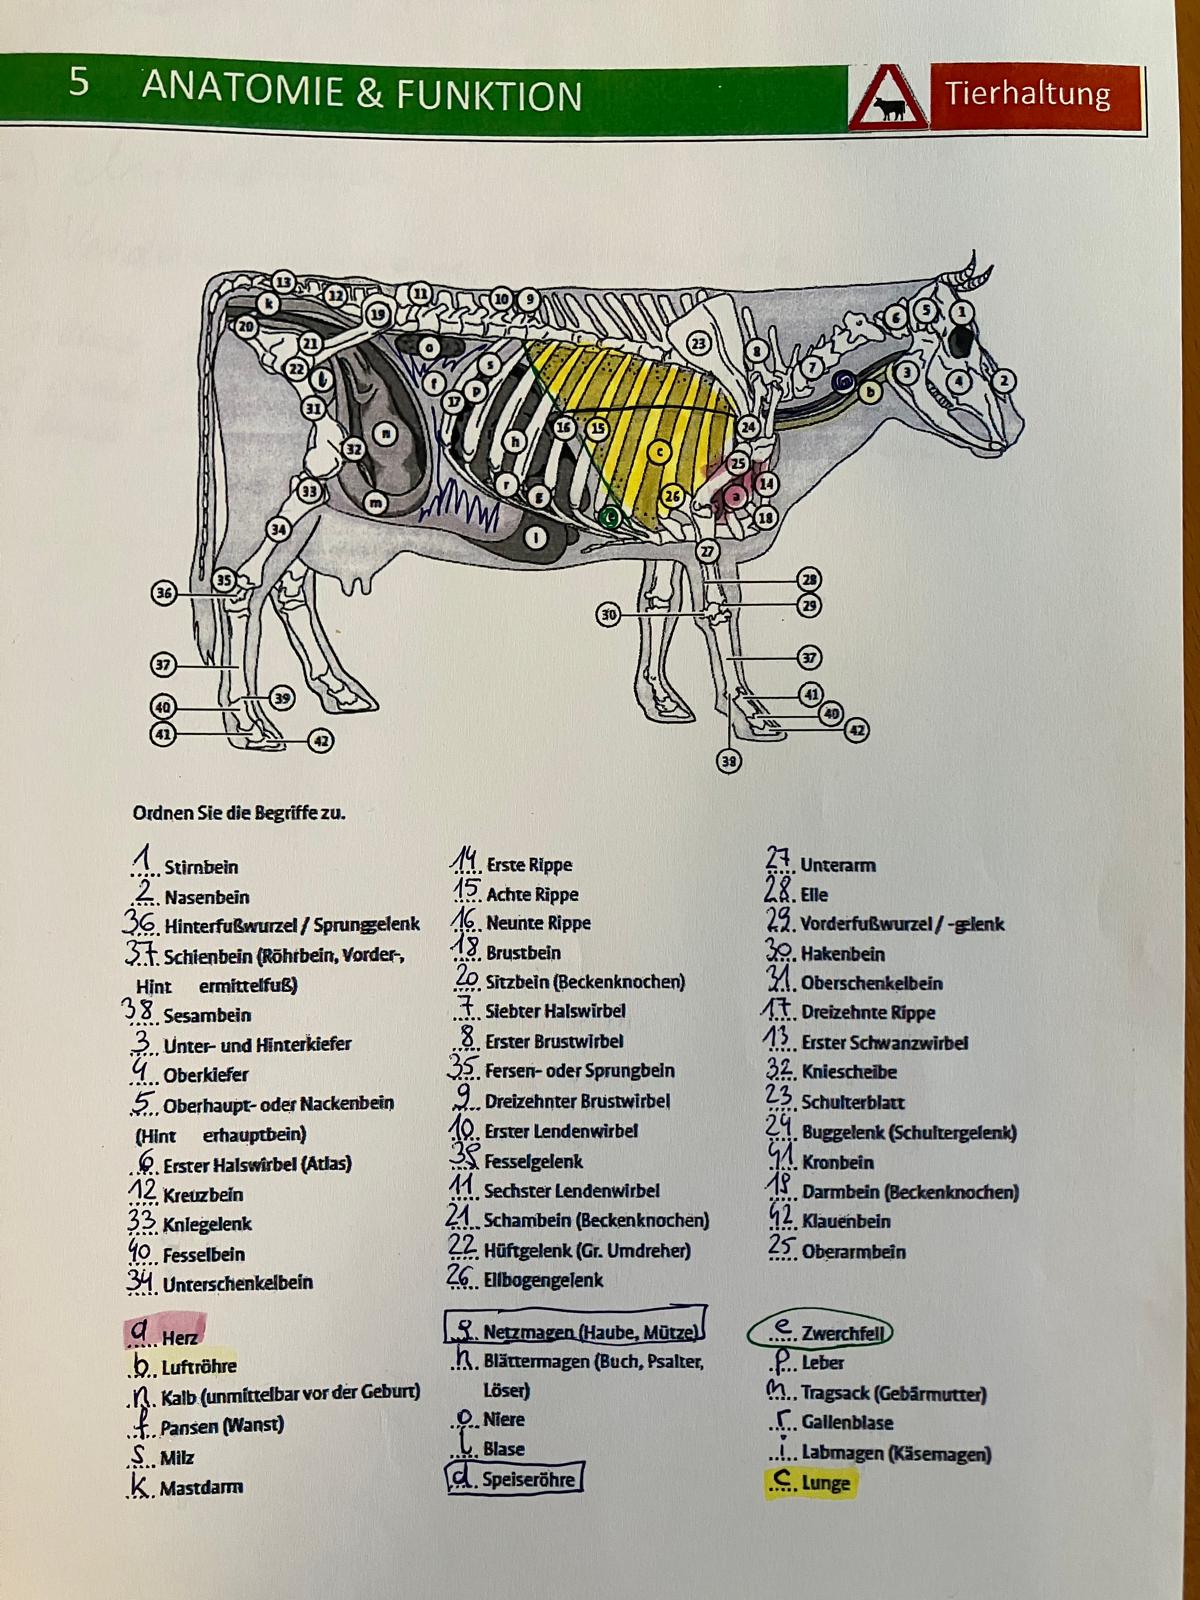 5 ANATOMIE & FUNKTION Tierhaltung
13 12 11 10 9
k 19 6 5 1
20 21 o 23 8
22 l f s p 7 b 3 4 2
31 17
32 n h 16 15 c 24
33 m r g 26 25 a 14
34 i e 18
27
35 28
36 30 29
37 37
39 41
40 40
41 42 42
38
Ordnen Sie die Begriffe zu.
1 Stirnbein
2 Nasenbein
36 Hinterfußwurzel / Sprunggelenk
37 Schienbein (Röhrbein, Vorder-,
Hint ermittelfuß)
38 Sesambein
3 Unter- und Hinterkiefer
4 Oberkiefer
5 Oberhaupt- oder Nackenbein
(Hint erhauptbein)
6 Erster Halswirbel (Atlas)
12 Kreuzbein
33 Kniegelenk
40 Fesselbein
34 Unterschenkelbein
14 Erste Rippe
15 Achte Rippe
16 Neunte Rippe
18 Brustbein
20 Sitzbein (Beckenknochen)
7 Siebter Halswirbel
8 Erster Brustwirbel
35 Fersen- oder Sprungbein
9 Dreizehnter Brustwirbel
10 Erster Lendenwirbel
39 Fesselgelenk
11 Sechster Lendenwirbel
21 Schambein (Beckenknochen)
22 Hüftgelenk (Gr. Umdreher)
26 Ellbogengelenk
27 Unterarm
28 Elle
29 Vorderfußwurzel / -gelenk
30 Hakenbein
31 Oberschenkelbein
17 Dreizehnte Rippe
13 Erster Schwanzwirbel
32 Kniescheibe
23 Schulterblatt
24 Buggelenk (Schultergelenk)
41 Kronbein
19 Darmbein (Beckenknochen)
42 Klauenbein
25 Oberarmbein
a Herz
b Luftröhre
n Kalb (unmittelbar vor der Geburt)
f Pansen (Wanst)
s Milz
k Mastdarm
g Netzmagen (Haube, Mütze)
h Blättermagen (Buch, Psalter,
Löser)
o Niere
l Blase
d Speiseröhre
e Zwerchfell
p Leber
m Tragsack (Gebärmutter)
r Gallenblase
i Labmagen (Käsemagen)
c Lunge